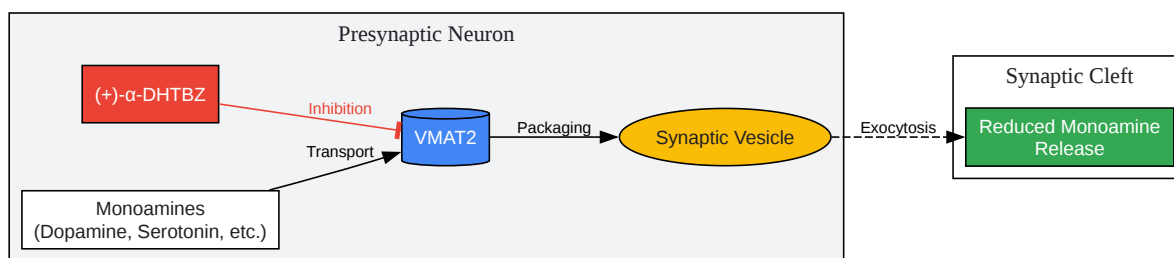 Presynaptic Neuron
Synaptic Cleft
(+)-α-DHTBZ
Inhibition
VMAT2
Packaging
Synaptic Vesicle
Exocytosis
Reduced Monoamine
Release
Transport
Monoamines
(Dopamine, Serotonin, etc.)